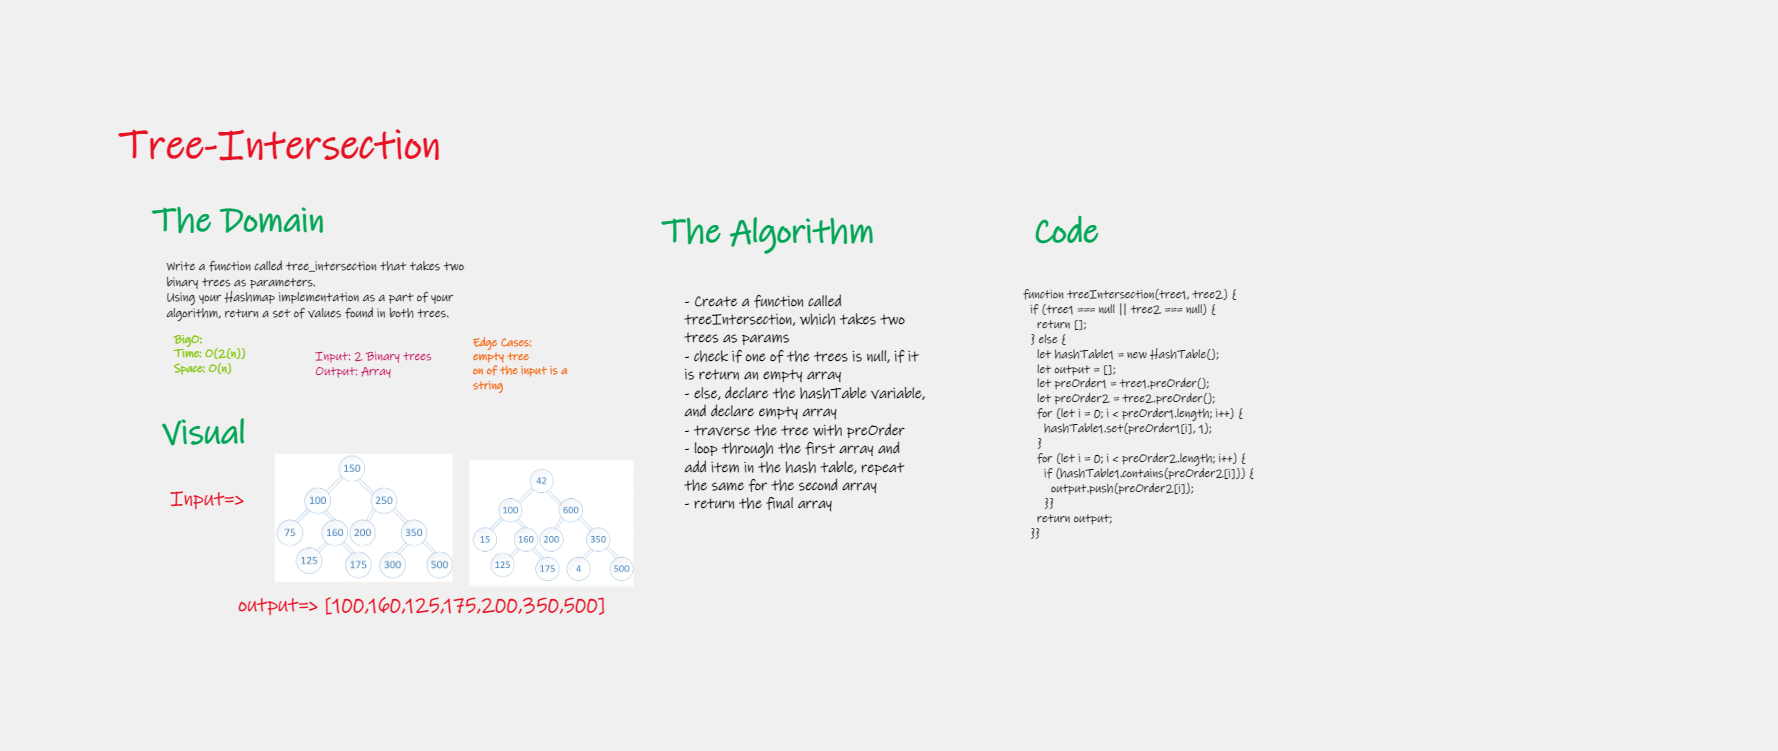 Tree-Intersection
The Domain
Write a function called tree_intersection that takes two
binary trees as parameters.
Using your Hashmap implementation as a part of your
algorithm, return a set of values found in both trees.
BigO:
Time: O(2(n))
Space: O(n)
Input: 2 Binary trees
Output: Array
Edge Cases:
empty tree
on of the input is a
string
Visual
Input=>
150
100 250
75 160 200 350
125 175 300 500
42
100 600
15 160 200 350
125 175 4 500
output=> [100,160,125,175,200,350,500]
The Algorithm
- Create a function called
treeIntersection, which takes two
trees as params
- check if one of the trees is null, if it
is return an empty array
- else, declare the hashTable variable,
and declare empty array
- traverse the tree with preOrder
- loop through the first array and
add item in the hash table, repeat
the same for the second array
- return the final array
Code
function treeIntersection(tree1, tree2) {
if (tree1 === null || tree2 === null) {
return [];
} else {
let hashTable1 = new HashTable();
let output = [];
let preOrder1 = tree1.preOrder();
let preOrder2 = tree2.preOrder();
for (let i = 0; i < preOrder1.length; i++) {
hashTable1.set(preOrder1[i], 1);
}
for (let i = 0; i < preOrder2.length; i++) {
if (hashTable1.contains(preOrder2[i])) {
output.push(preOrder2[i]);
}}
return output;
}}